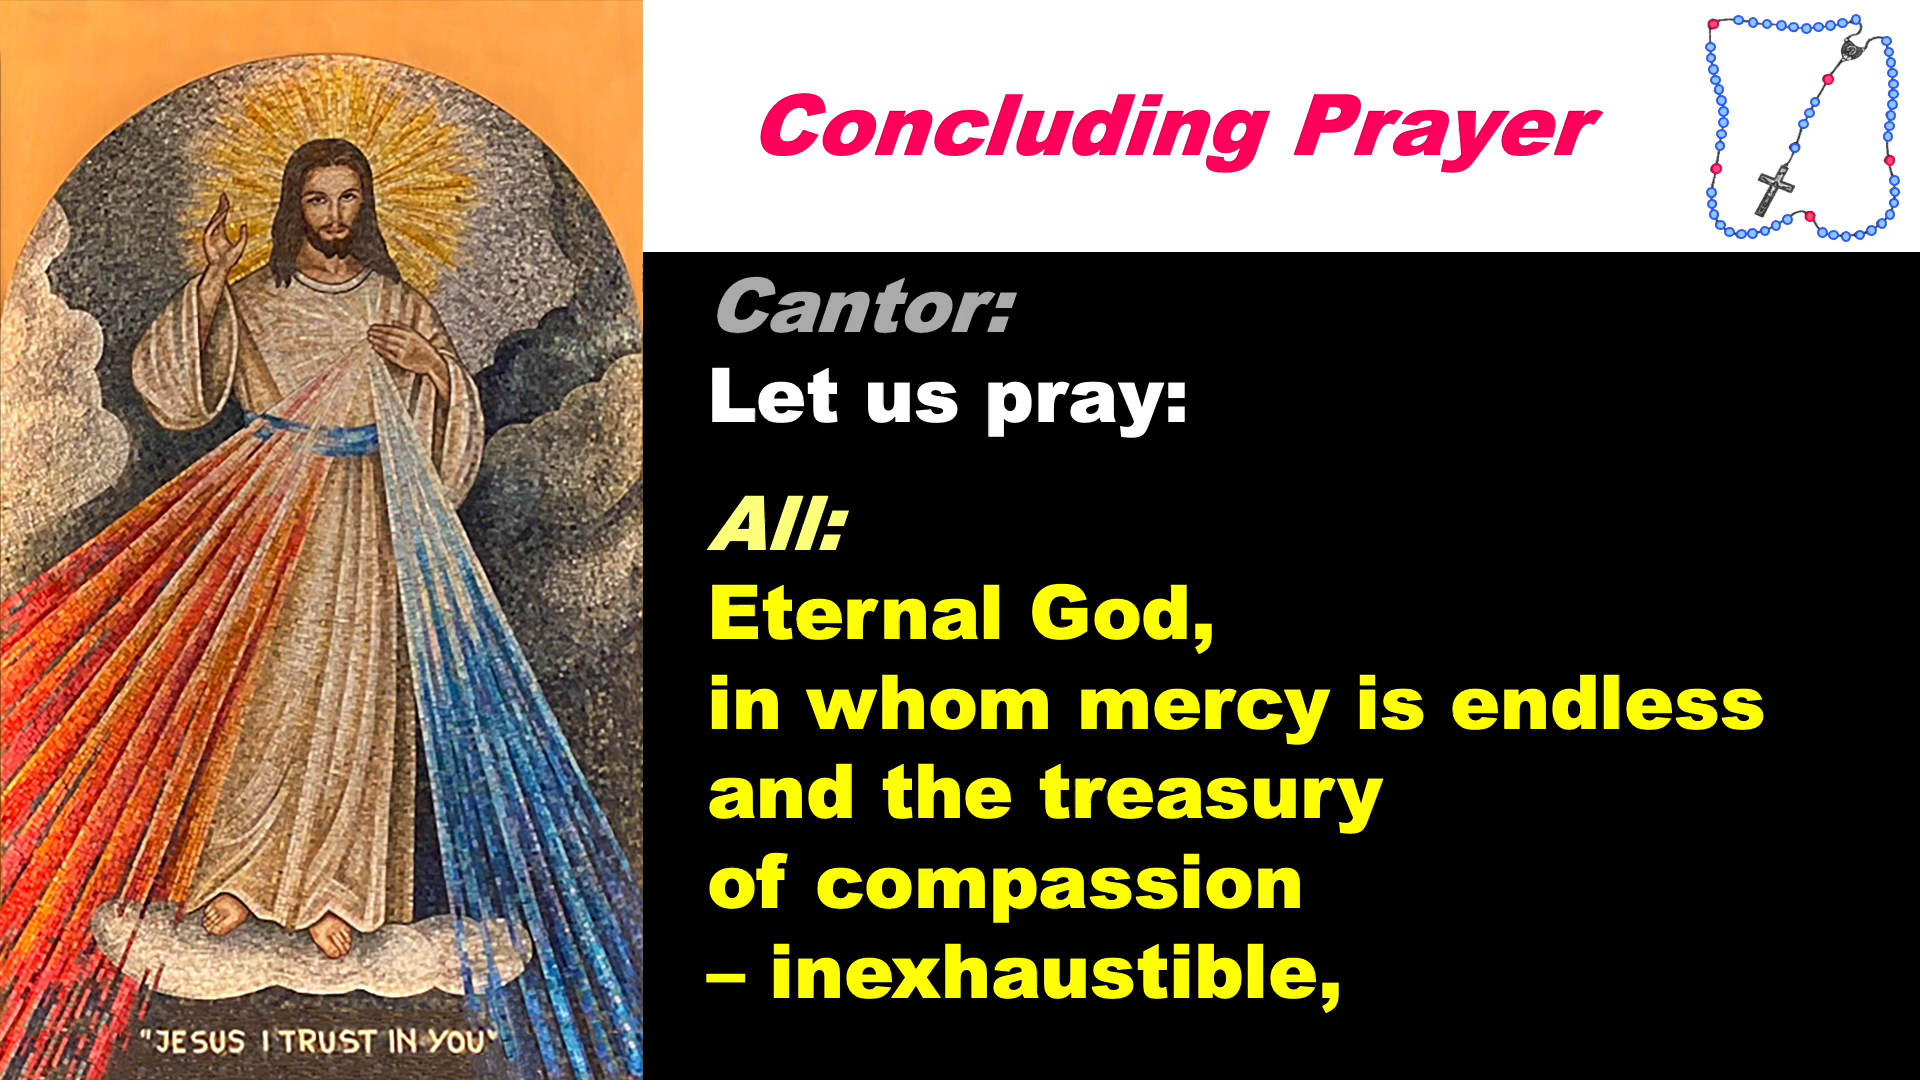 Concluding Prayer
Cantor:
Let us pray:
All:
Eternal God,
in whom mercy is endless
and the treasury
of compassion
– inexhaustible,
"JESUS I TRUST IN YOU"